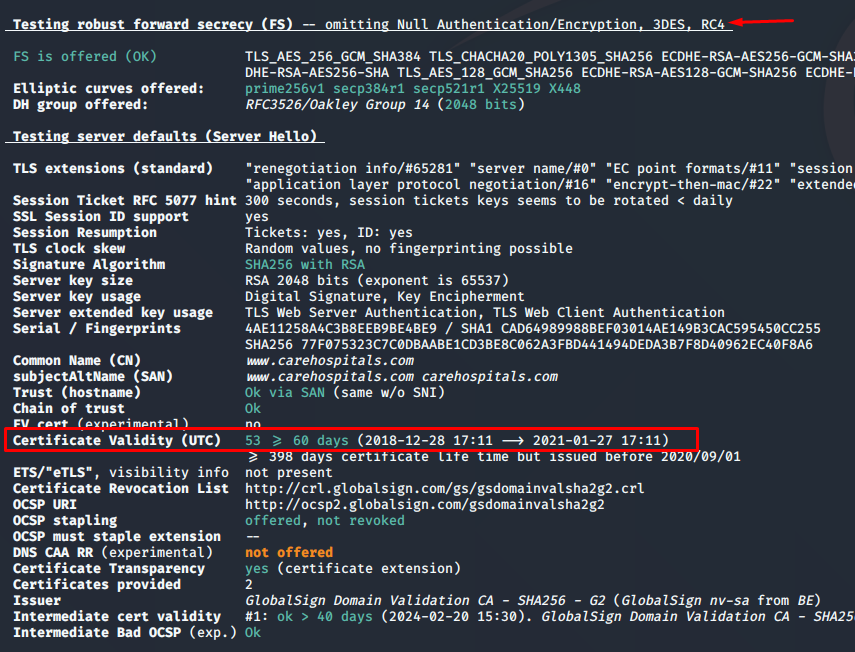 Testing robust forward secrecy (FS) -- omitting Null Authentication/Encryption, 3DES, RC4
FS is offered (OK) TLS_AES_256_GCM_SHA384 TLS_CHACHA20_POLY1305_SHA256 ECDHE-RSA-AES256-GCM-SHA
DHE-RSA-AES256-SHA TLS_AES_128_GCM_SHA256 ECDHE-RSA-AES128-GCM-SHA256 ECDHE-
Elliptic curves offered: prime256v1 secp384r1 secp521r1 X25519 X448
DH group offered: RFC3526/Oakley Group 14 (2048 bits)
Testing server defaults (Server Hello)
TLS extensions (standard) "renegotiation info/#65281" "server name/#0" "EC point formats/#11" "session
"application layer protocol negotiation/#16" "encrypt-then-mac/#22" "extended
Session Ticket RFC 5077 hint 300 seconds, session tickets keys seems to be rotated < daily
SSL Session ID support yes
Session Resumption Tickets: yes, ID: yes
TLS clock skew Random values, no fingerprinting possible
Signature Algorithm SHA256 with RSA
Server key size RSA 2048 bits (exponent is 65537)
Server key usage Digital Signature, Key Encipherment
Server extended key usage TLS Web Server Authentication, TLS Web Client Authentication
Serial / Fingerprints 4AE11258A4C3B8EEB9BE4BE9 / SHA1 CAD64989988BEF03014AE149B3CAC595450CC255
SHA256 77F075323C7C0DBAABE1CD3BE8C062A3FBD441494DEDA3B7F8D40962EC40F8A6
Common Name (CN) www.carehospitals.com
subjectAltName (SAN) www.carehospitals.com carehospitals.com
Trust (hostname) Ok via SAN (same w/o SNI)
Chain of trust Ok
EV cert (experimental) no
Certificate Validity (UTC) 53 >= 60 days (2018-12-28 17:11 --> 2021-01-27 17:11)
>= 398 days certificate life time but issued before 2020/09/01
ETS/"eTLS", visibility info not present
Certificate Revocation List http://crl.globalsign.com/gs/gsdomainvalsha2g2.crl
OCSP URI http://ocsp2.globalsign.com/gsdomainvalsha2g2
OCSP stapling offered, not revoked
OCSP must staple extension --
DNS CAA RR (experimental) not offered
Certificate Transparency yes (certificate extension)
Certificates provided 2
Issuer GlobalSign Domain Validation CA - SHA256 - G2 (GlobalSign nv-sa from BE)
Intermediate cert validity #1: ok > 40 days (2024-02-20 15:30). GlobalSign Domain Validation CA - SHA25
Intermediate Bad OCSP (exp.) Ok